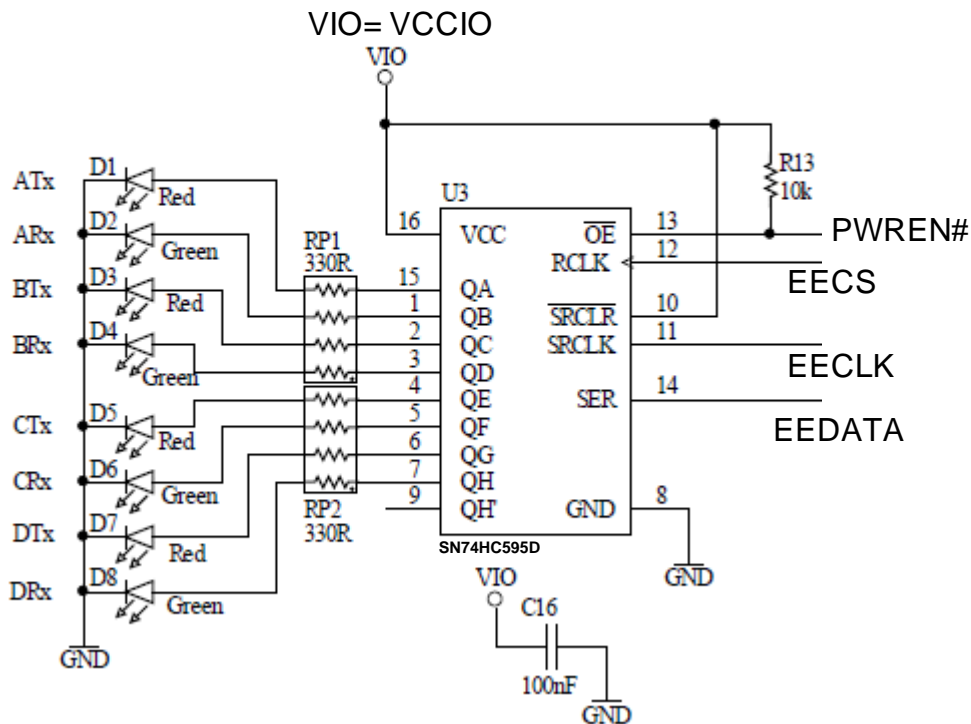 VIO= VCCIO
VIO
R13
10k
ATx
D1
Red
ARx
D2
Green
BTx
D3
Red
BRx
D4
Green
CTx
D5
Red
CRx
D6
Green
DTx
D7
Red
DRx
D8
Green
GND
RP1
330R
RP2
330R
U3
16 VCC OE 13 PWREN#
RCLK 12 EECS
15 QA
1 QB SRCLR 10
2 QC SRCLK 11 EECLK
3 QD
4 QE SER 14 EEDATA
5 QF
6 QG
7 QH
9 QH' GND 8
SN74HC595D
GND
VIO
C16
100nF
GND